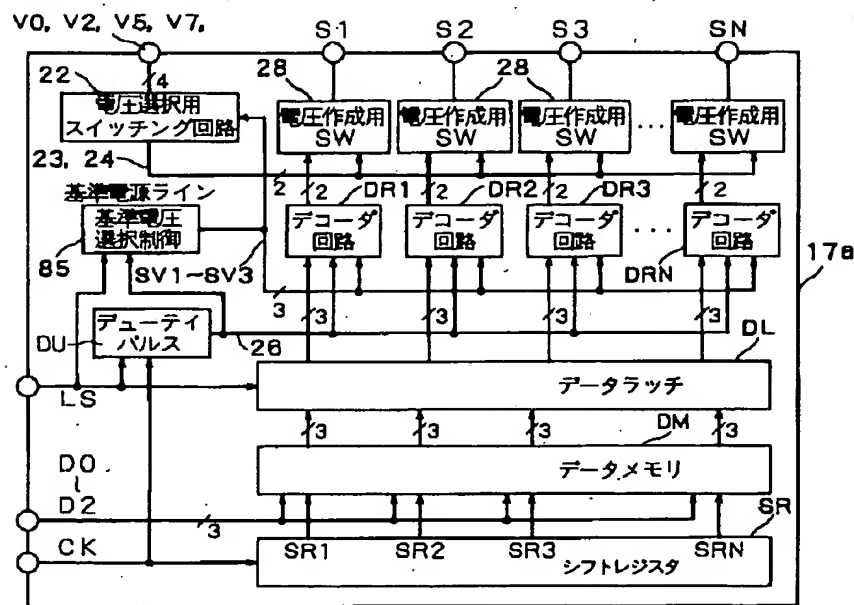 V0, V2, V5, V7,
S1
S2
S3
SN
22
4
28
28
電圧選択用
スイッチング回路
電圧作成用
SW
電圧作成用
SW
電圧作成用
SW
...
電圧作成用
SW
23, 24
2
2
2
2
2
DR1
DR2
DR3
基準電源ライン
基準電圧
選択制御
デコーダ
回路
デコーダ
回路
デコーダ
回路
...
デコーダ
回路
85
SV1~SV3
DRN
17a
3
3
3
3
3
デューティ
パルス
DU
26
DL
LS
データラッチ
3
3
3
3
DM
データメモリ
D0
~
D2
3
SR
CK
SR1
SR2
SR3
SRN
シフトレジスタ